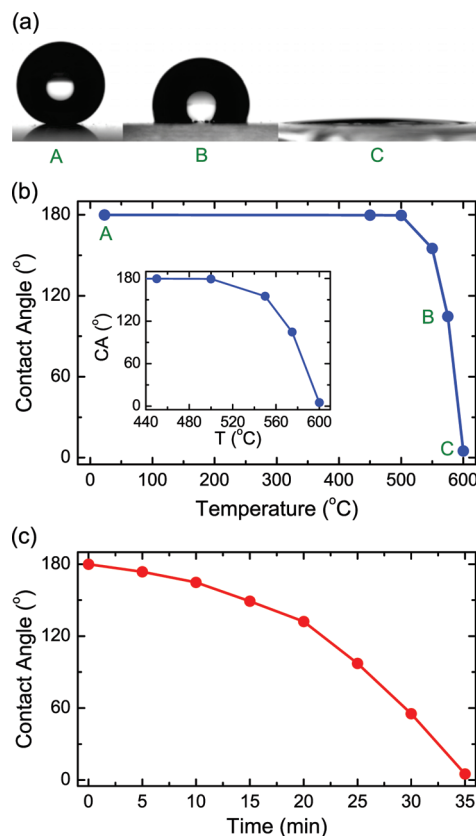 (a)
A
B
C
(b)
180
120
60
0
Contact Angle (°)
A
B
C
180
120
60
0
CA (°)
440 480 520 560 600
T (°C)
0 100 200 300 400 500 600
Temperature (°C)
(c)
180
120
60
0
Contact Angle (°)
0 5 10 15 20 25 30 35
Time (min)